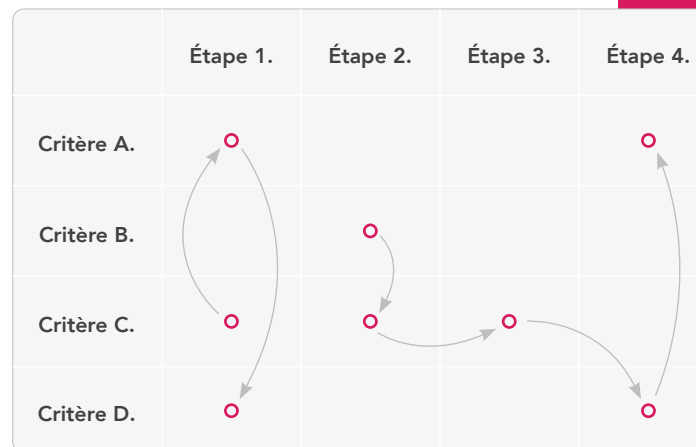 Étape 1. Étape 2. Étape 3. Étape 4.
Critère A.
Critère B.
Critère C.
Critère D.